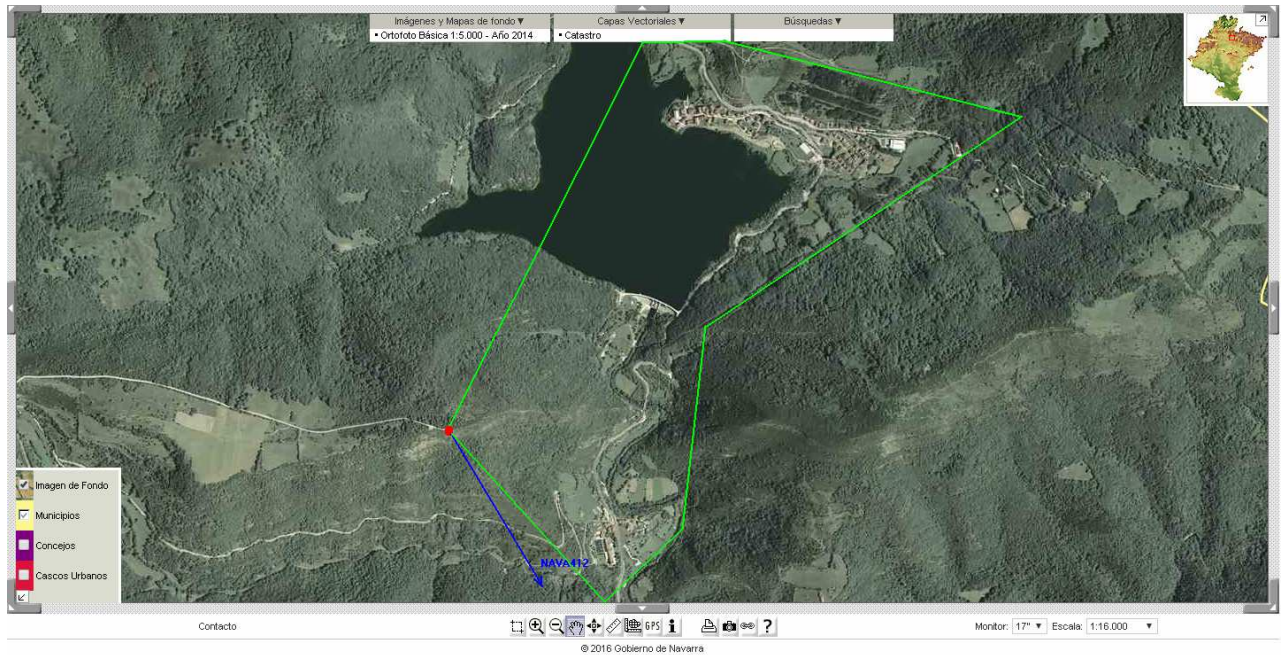 Imágenes y Mapas de fondo ▼ Capas Vectoriales ▼ Búsquedas ▼
▪ Ortofoto Básica 1:5.000 - Año 2014 ▪ Catastro
NAVA412
Imagen de Fondo
Municipios
Concejos
Cascos Urbanos
Contacto GPS i ? Monitor: 17" ▼ Escala: 1:16.000 ▼
© 2016 Gobierno de Navarra